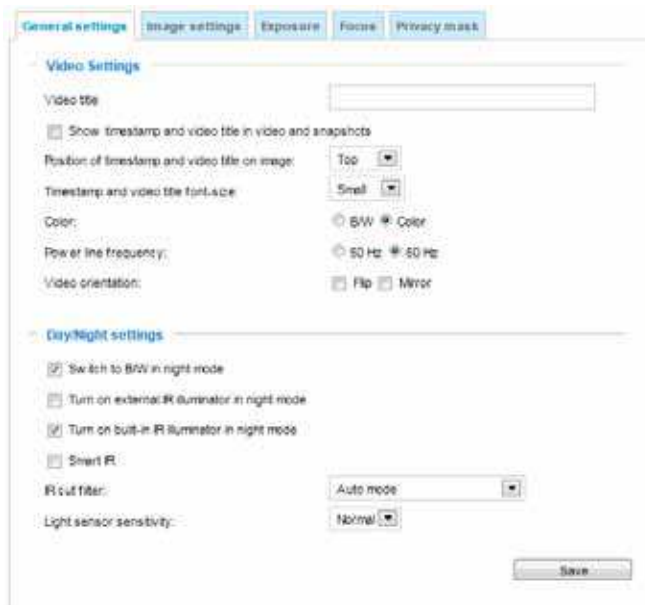 General settings Image settings Exposure Focus Privacy mask
Video Settings
Video title
Show timestamp and video title in video and snapshots
Position of timestamp and video title on image: Top
Timestamp and video title font-size: Small
Color: B/W Color
Power line frequency: 50 Hz 60 Hz
Video orientation: Flip Mirror
Day/Night settings
Switch to B/W in night mode
Turn on external IR illuminator in night mode
Turn on built-in IR illuminator in night mode
Smart IR
IR cut filter: Auto mode
Light sensor sensitivity: Normal
Save